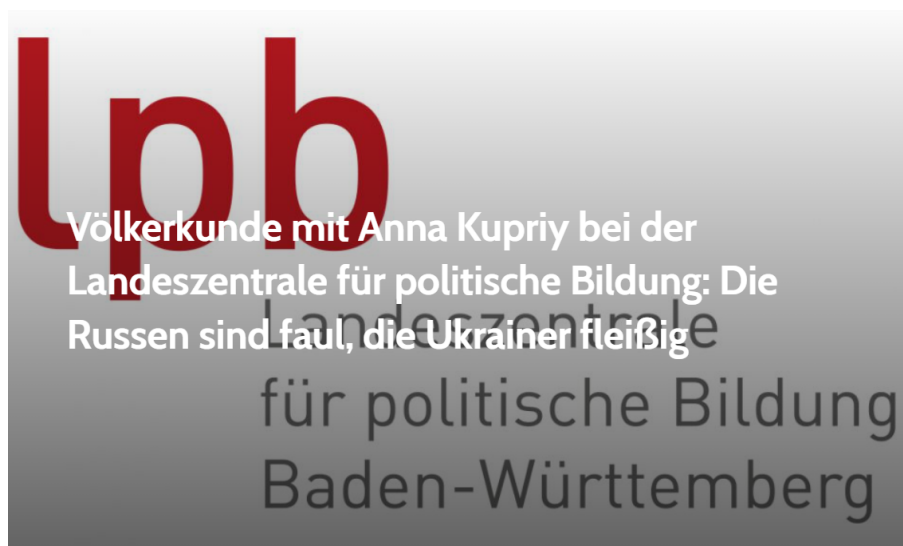 lpb
Völkerkunde mit Anna Kupriy bei der
Landeszentrale für politische Bildung: Die
Russen sind faul, die Ukrainer fleißig
Landeszentrale
für politische Bildung
Baden-Württemberg